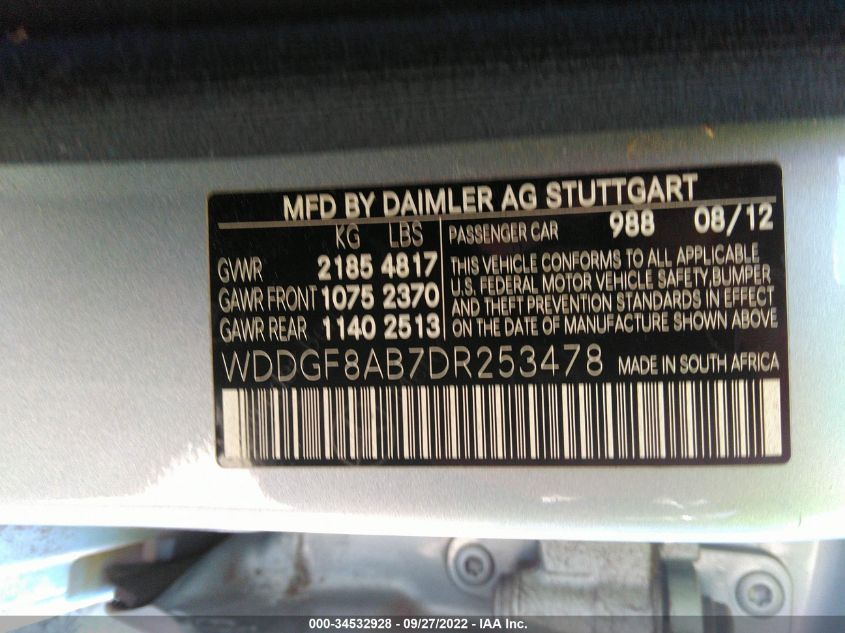 MFD BY DAIMLER AG STUTTGART
KG LBS
GVWR 2185 4817
GAWR FRONT 1075 2370
GAWR REAR 1140 2513
PASSENGER CAR 988 08/12
THIS VEHICLE CONFORMS TO ALL APPLICABLE
U.S. FEDERAL MOTOR VEHICLE SAFETY, BUMPER
AND THEFT PREVENTION STANDARDS IN EFFECT
ON THE DATE OF MANUFACTURE SHOWN ABOVE
WDDGF8AB7DR253478 MADE IN SOUTH AFRICA
000-34532928 - 09/27/2022 - IAA Inc.